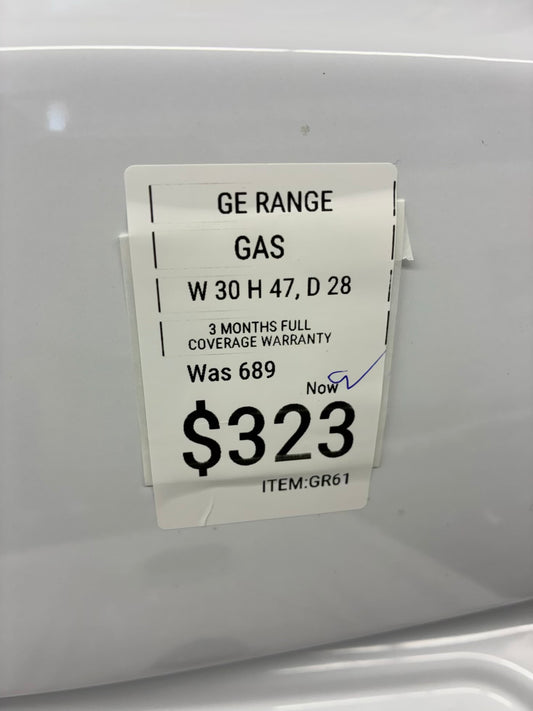 GE RANGE
GAS
W 30 H 47, D 28
3 MONTHS FULL
COVERAGE WARRANTY
Was 689
Now
$323
ITEM:GR61